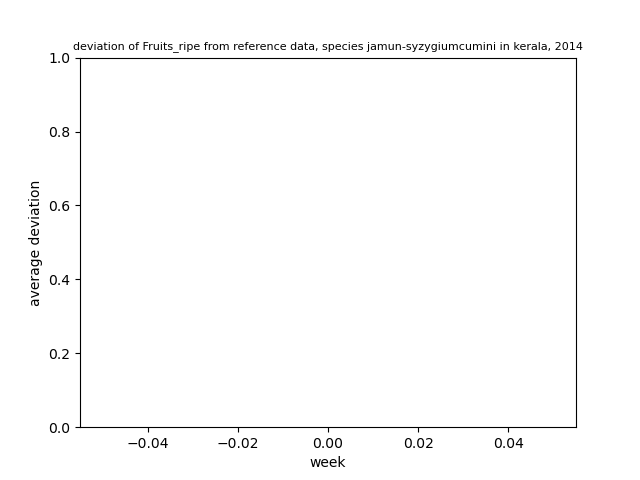 deviation of Fruits_ripe from reference data, species jamun-syzygiumcumini in kerala, 2014
1.0
0.8
0.6
0.4
0.2
0.0
average deviation
−0.04 −0.02 0.00 0.02 0.04
week